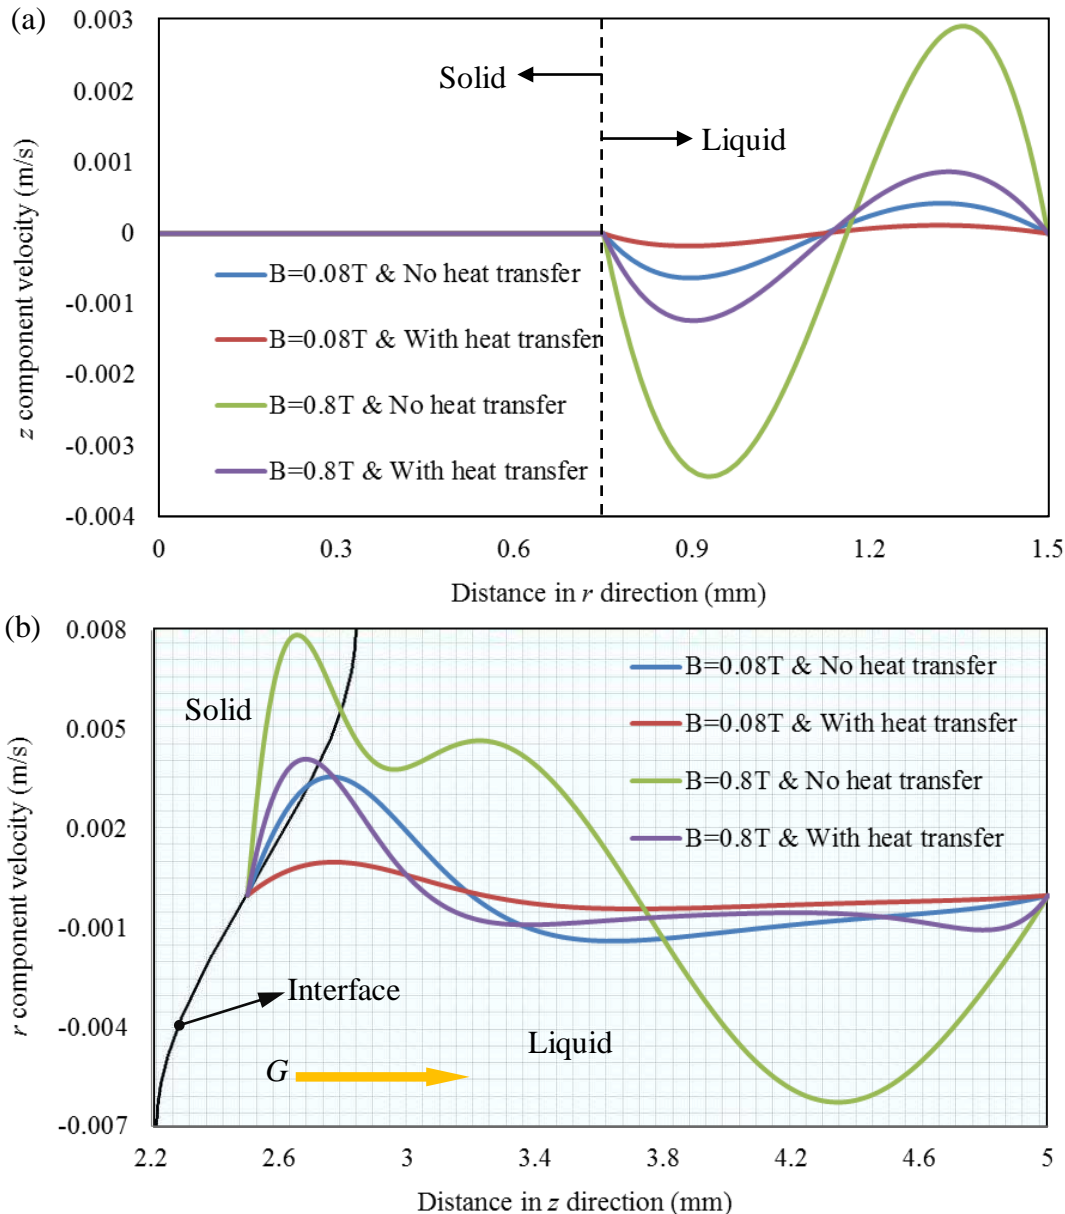 (a)
0.003
0.002
0.001
0
-0.001
-0.002
-0.003
-0.004
z component velocity (m/s)
Solid
Liquid
B=0.08T & No heat transfer
B=0.08T & With heat transfer
B=0.8T & No heat transfer
B=0.8T & With heat transfer
0 0.3 0.6 0.9 1.2 1.5
Distance in r direction (mm)
(b)
0.008
0.005
0.002
-0.001
-0.004
-0.007
r component velocity (m/s)
Solid
B=0.08T & No heat transfer
B=0.08T & With heat transfer
B=0.8T & No heat transfer
B=0.8T & With heat transfer
Interface
Liquid
G
2.2 2.6 3 3.4 3.8 4.2 4.6 5
Distance in z direction (mm)